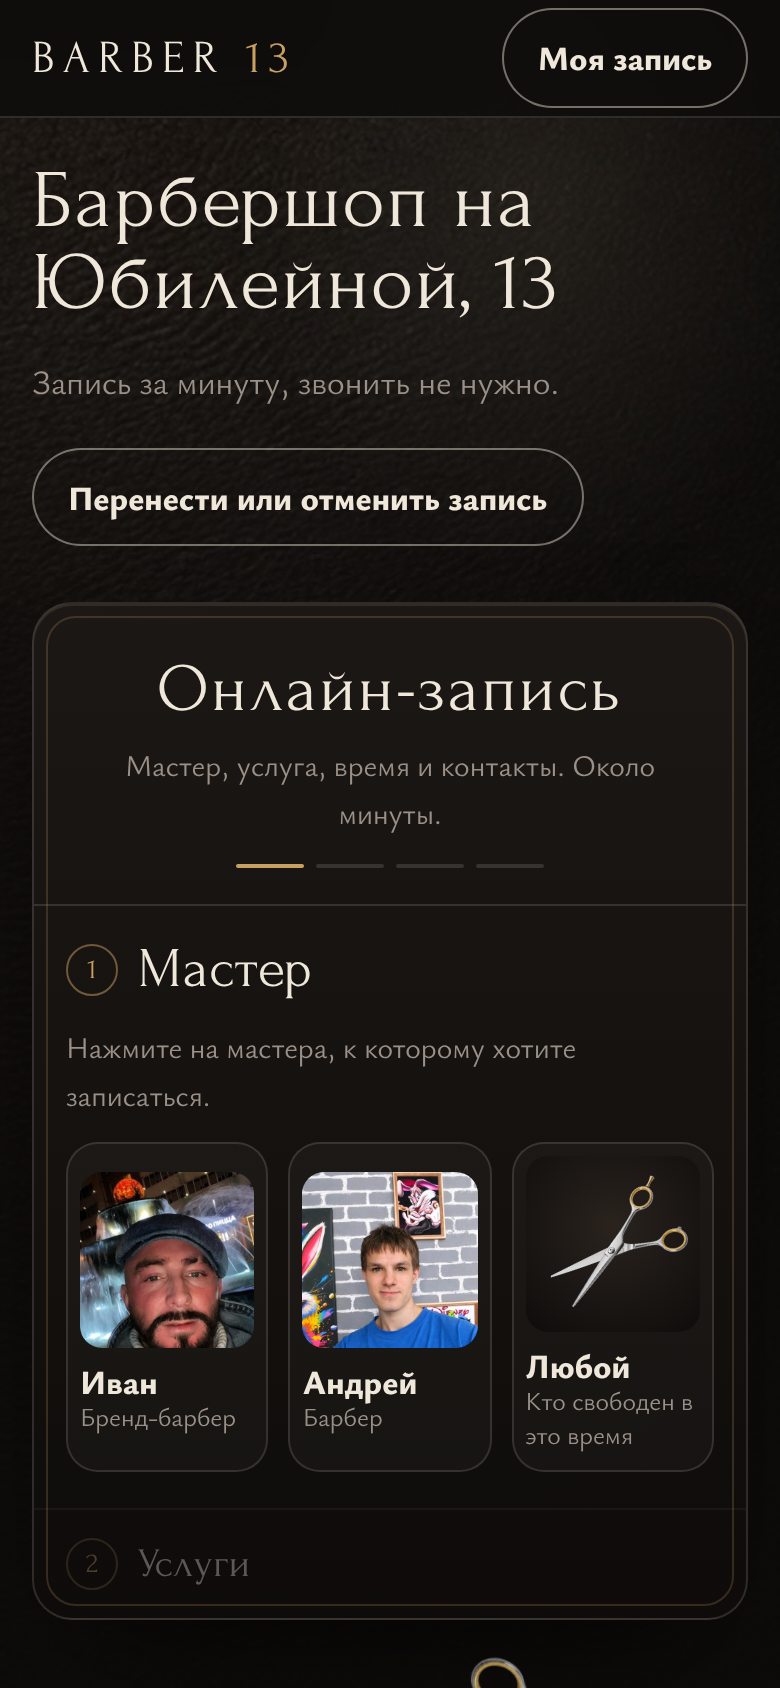 BARBER 13
Моя запись
Барбершоп на
Юбилейной, 13
Запись за минуту, звонить не нужно.
Перенести или отменить запись
Онлайн-запись
Мастер, услуга, время и контакты. Около
минуты.
1 Мастер
Нажмите на мастера, к которому хотите
записаться.
Иван
Бренд-барбер
Андрей
Барбер
Любой
Кто свободен в
это время
2 Услуги